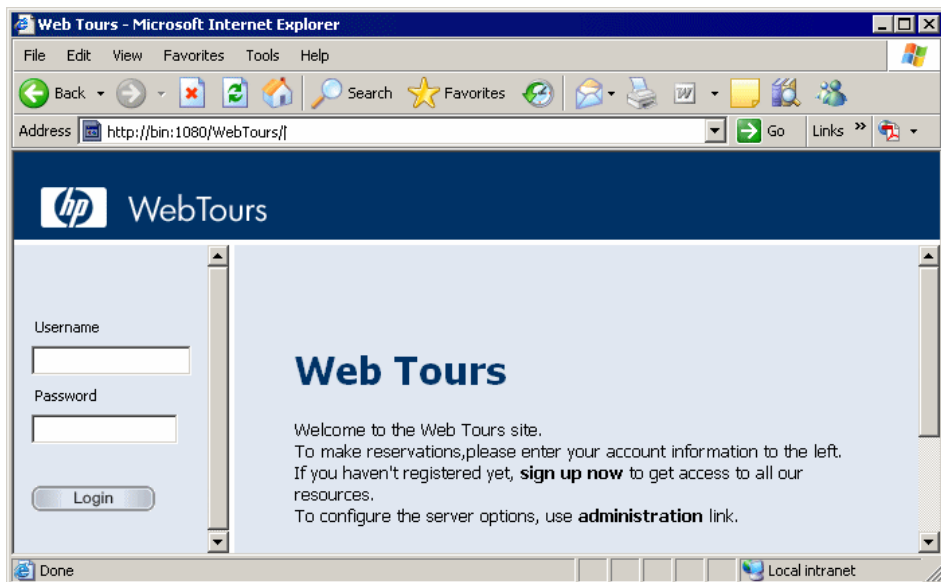 Web Tours - Microsoft Internet Explorer
File Edit View Favorites Tools Help
Back Search Favorites
Address http://bin:1080/WebTours/ Go Links »
hp WebTours
Username
Password
Login
Web Tours
Welcome to the Web Tours site.
To make reservations,please enter your account information to the left.
If you haven't registered yet, sign up now to get access to all our
resources.
To configure the server options, use administration link.
Done Local intranet